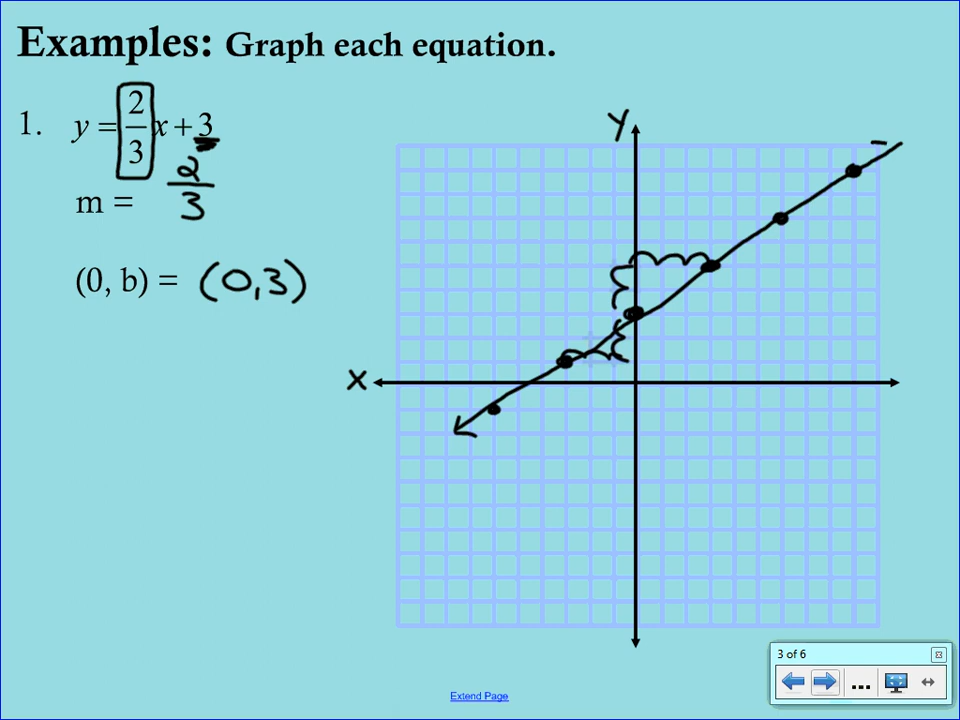 Examples: Graph each equation.
1. y = 2/3 x + 3
m = 2/3
(0, b) = (0,3)
Y
X
3 of 6
...
Extend Page